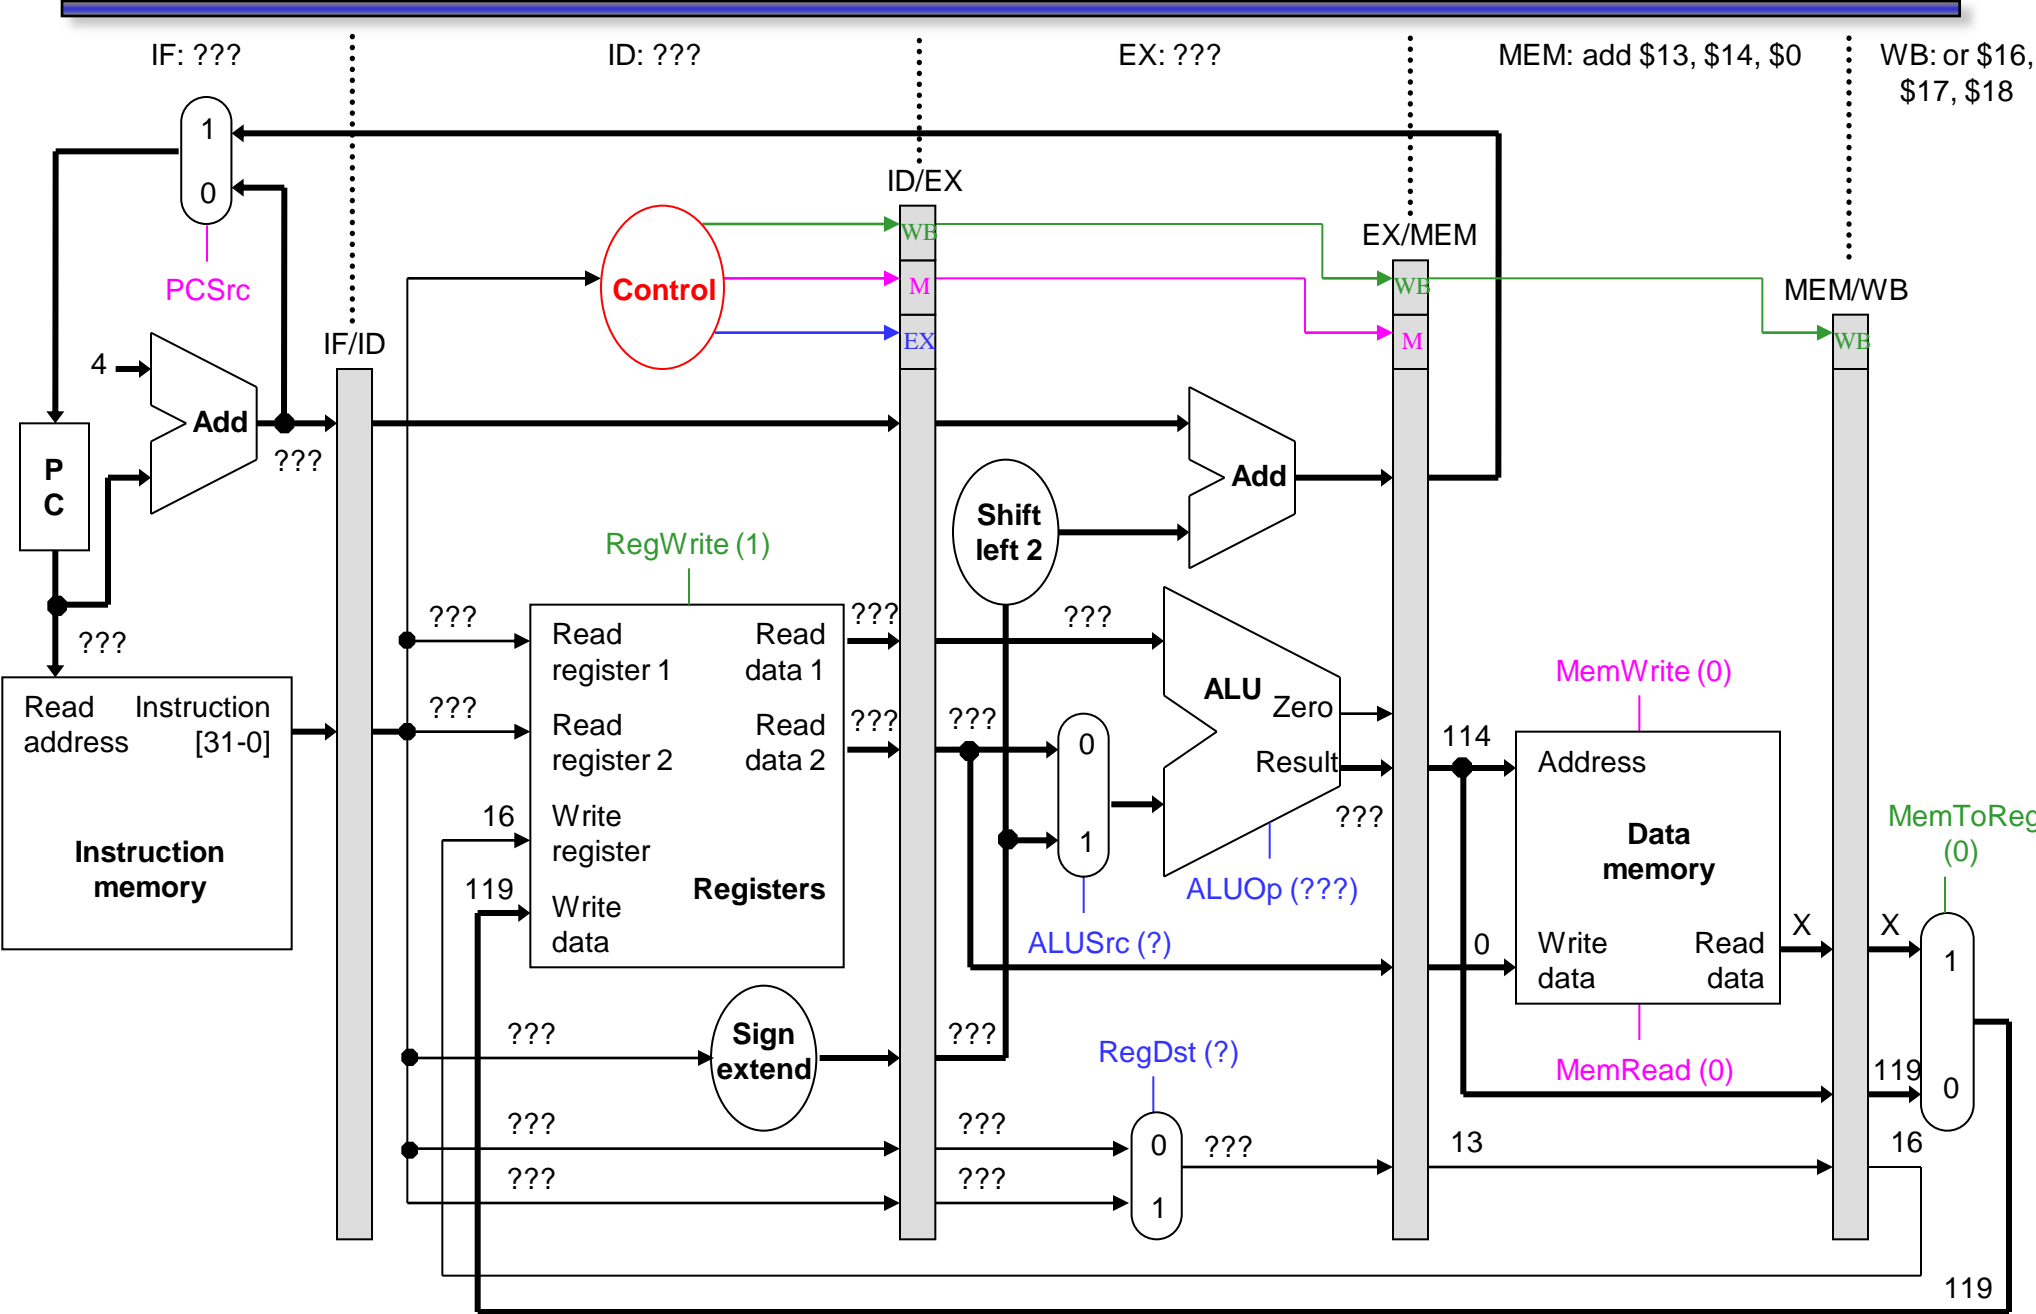 IF: ???
ID: ???
EX: ???
MEM: add $13, $14, $0
WB: or $16,
$17, $18
1
0
PCSrc
4
Add
???
P
C
???
IF/ID
Control
ID/EX
WB
M
EX
EX/MEM
WB
M
MEM/WB
WB
Add
Shift
left 2
RegWrite (1)
Read
address
Instruction
[31-0]
Instruction
memory
???
???
16
119
Read
register 1
Read
data 1
Read
register 2
Read
data 2
Write
register
Write
data
Registers
???
???
???
???
0
1
ALUSrc (?)
ALU
Zero
Result
???
ALUOp (???)
114
0
MemWrite (0)
Address
Data
memory
Write
data
Read
data
MemRead (0)
X
X
119
MemToReg
(0)
1
0
???
Sign
extend
???
RegDst (?)
???
???
???
???
0
1
???
13
16
119